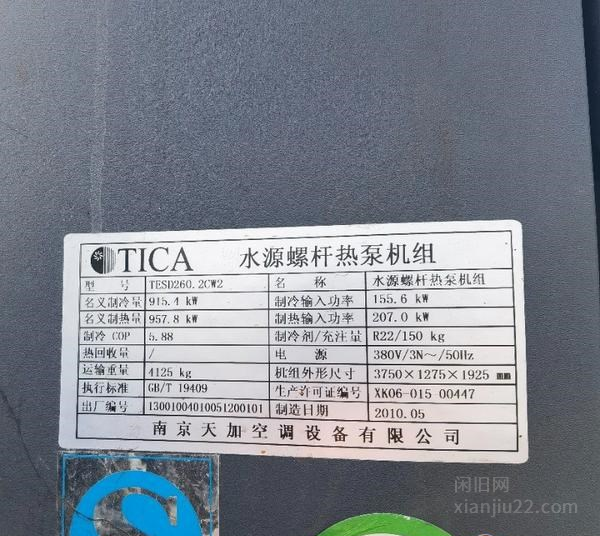 TICA 水源螺杆热泵机组
型 号 TESD260.2CW2 名 称 水源螺杆热泵机组
名义制冷量 915.4 kW 制冷输入功率 155.6 kW
名义制热量 957.8 kW 制热输入功率 207.0 kW
制冷 COP 5.88 制冷剂/充注量 R22/150 kg
热回收量 / 电 源 380V/3N～/50Hz
运输重量 4125 kg 机组外形尺寸 3750×1275×1925 mm
执行标准 GB/T 19409 生产许可证编号 XK06-015-00447
出厂编号 13001004010051200101 制造日期 2010.05
南京天加空调设备有限公司
闲旧网
xianjiu22.com